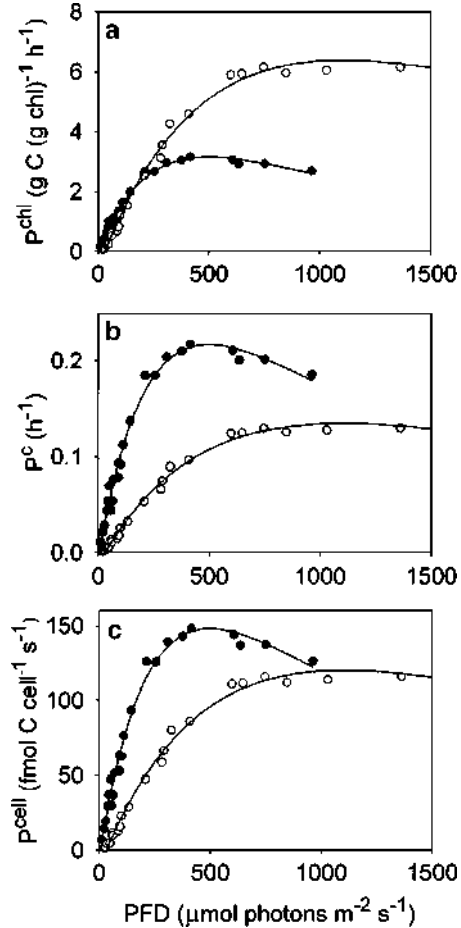 a
8
6
4
2
0
P^chl (g C (g chl)^-1 h^-1)
0 500 1000 1500
b
0.2
0.1
0.0
P^c (h^-1)
0 500 1000 1500
c
150
100
50
0
P^cell (fmol C cell^-1 s^-1)
0 500 1000 1500
PFD (μmol photons m^-2 s^-1)